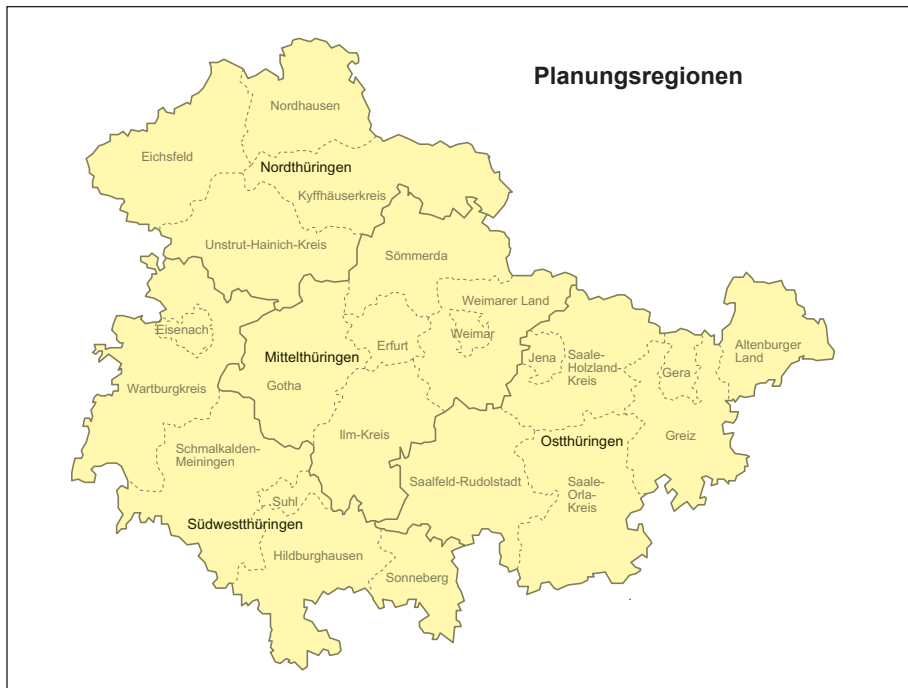 Planungsregionen
Nordhausen
Eichsfeld
Nordthüringen
Kyffhäuserkreis
Unstrut-Hainich-Kreis
Sömmerda
Weimarer Land
Eisenach
Weimar
Erfurt
Mittelthüringen
Jena
Saale-
Holzland-
Kreis
Gera
Altenburger
Land
Wartburgkreis
Gotha
Ilm-Kreis
Ostthüringen
Greiz
Schmalkalden-
Meiningen
Saalfeld-Rudolstadt
Saale-
Orla-
Kreis
Suhl
Südwestthüringen
Hildburghausen
Sonneberg